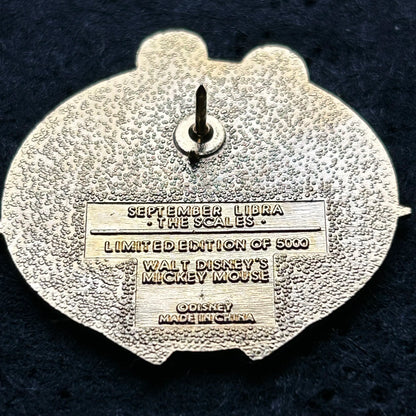 SEPTEMBER LIBRA
·THE SCALES·
LIMITED EDITION OF 5000
WALT DISNEY'S
MICKEY MOUSE
©DISNEY
MADE IN CHINA